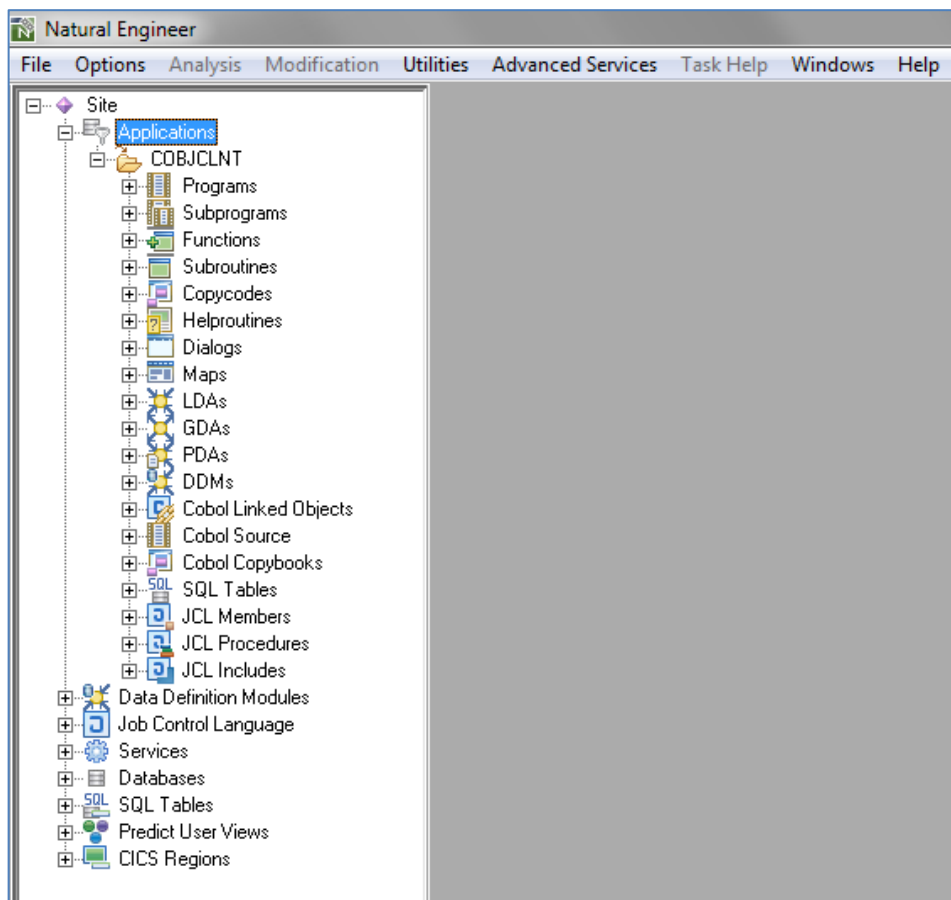 Natural Engineer
File Options Analysis Modification Utilities Advanced Services Task Help Windows Help
Site
Applications
COBJCLNT
Programs
Subprograms
Functions
Subroutines
Copycodes
Helproutines
Dialogs
Maps
LDAs
GDAs
PDAs
DDMs
Cobol Linked Objects
Cobol Source
Cobol Copybooks
SQL Tables
JCL Members
JCL Procedures
JCL Includes
Data Definition Modules
Job Control Language
Services
Databases
SQL Tables
Predict User Views
CICS Regions